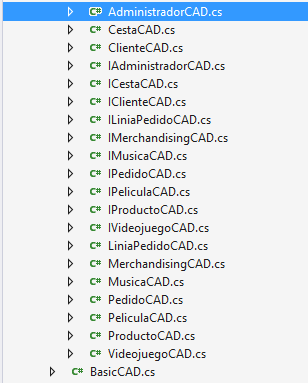 AdministradorCAD.cs
CestaCAD.cs
ClienteCAD.cs
IAdministradorCAD.cs
ICestaCAD.cs
IClienteCAD.cs
ILiniaPedidoCAD.cs
IMerchandisingCAD.cs
IMusicaCAD.cs
IPedidoCAD.cs
IPeliculaCAD.cs
IProductoCAD.cs
IVideojuegoCAD.cs
LiniaPedidoCAD.cs
MerchandisingCAD.cs
MusicaCAD.cs
PedidoCAD.cs
PeliculaCAD.cs
ProductoCAD.cs
VideojuegoCAD.cs
BasicCAD.cs